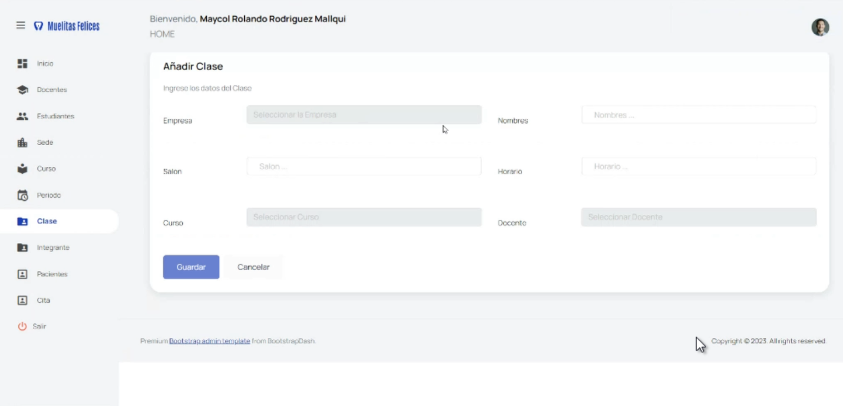 Muelitas Felices
Bienvenido, Maycol Rolando Rodriguez Mallqui
HOME
Inicio
Docentes
Estudiantes
Sede
Curso
Periodo
Clase
Integrante
Pacientes
Cita
Salir
Añadir Clase
Ingrese los datos del Clase
Empresa
Seleccionar la Empresa
Nombres
Nombres ...
Salon
Salon ...
Horario
Horario ...
Curso
Seleccionar Curso
Docente
Seleccionar Docente
Guardar
Cancelar
Premium Bootstrap admin template from BootstrapDash.
Copyright © 2023. All rights reserved.